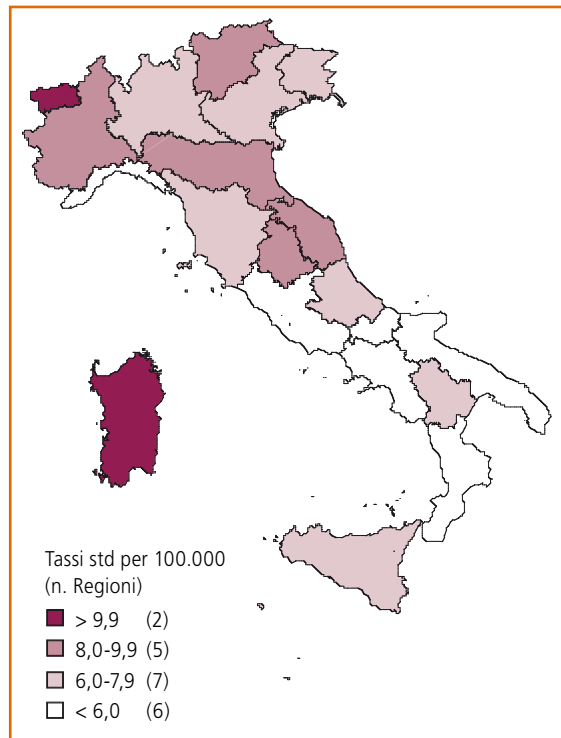 Tassi std per 100.000
(n. Regioni)
> 9,9 (2)
8,0-9,9 (5)
6,0-7,9 (7)
< 6,0 (6)